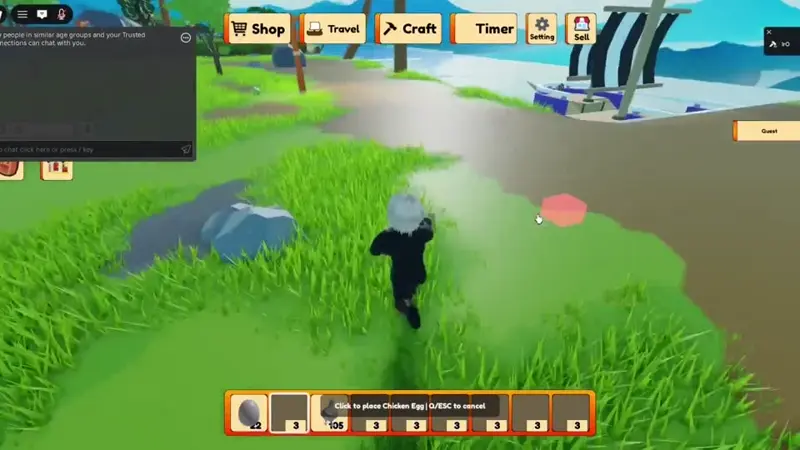 people in similar age groups and your Trusted
nections can chat with you.
Shop
Travel
Craft
Timer
Setting
Sell
Quest
chat click here or press / key
Click to place Chicken Egg | Q/ESC to cancel
22
3
105
3
3
3
3
3
3